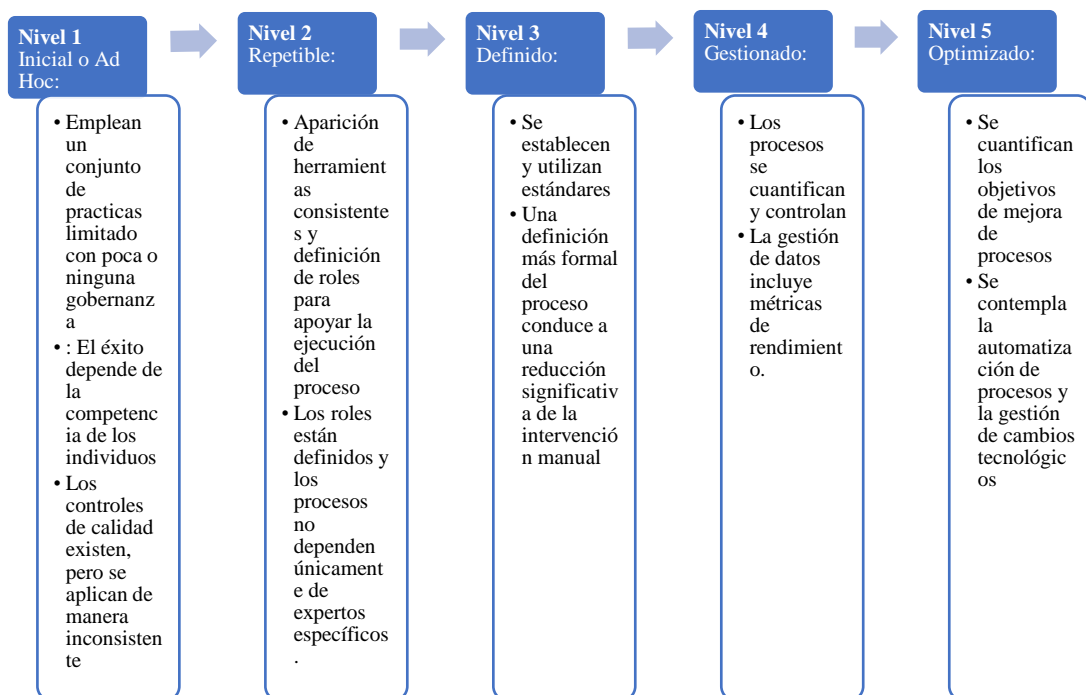 Nivel 1
Inicial o Ad
Hoc:
• Emplean
un
conjunto
de
practicas
limitado
con poca o
ninguna
gobernanz
a
• : El éxito
depende de
la
competenc
ia de los
individuos
• Los
controles
de calidad
existen,
pero se
aplican de
manera
inconsisten
te
Nivel 2
Repetible:
• Aparición
de
herramient
as
consistente
s y
definición
de roles
para
apoyar la
ejecución
del
proceso
• Los roles
están
definidos y
los
procesos
no
dependen
únicament
e de
expertos
específicos
.
Nivel 3
Definido:
• Se
establecen
y utilizan
estándares
• Una
definición
más formal
del
proceso
conduce a
una
reducción
significativ
a de la
intervenció
n manual
Nivel 4
Gestionado:
• Los
procesos
se
cuantifican
y controlan
• La gestión
de datos
incluye
métricas
de
rendimient
o.
Nivel 5
Optimizado:
• Se
cuantifican
los
objetivos
de mejora
de
procesos
• Se
contempla
la
automatiza
ción de
procesos y
la gestión
de cambios
tecnológic
os